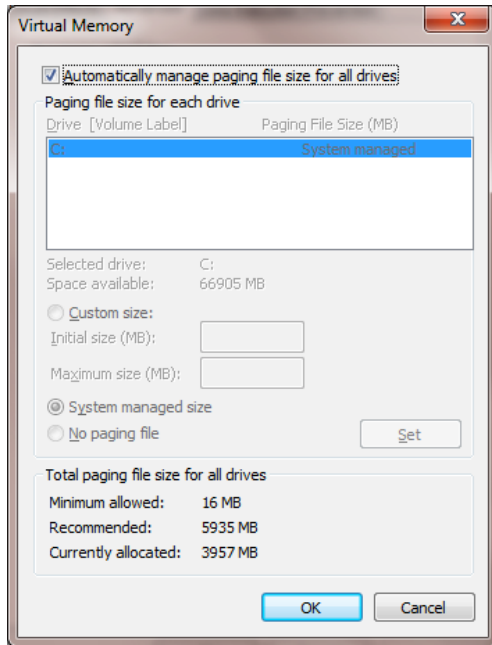 Virtual Memory
Automatically manage paging file size for all drives
Paging file size for each drive
Drive [Volume Label] Paging File Size (MB)
C: System managed
Selected drive: C:
Space available: 66905 MB
Custom size:
Initial size (MB):
Maximum size (MB):
System managed size
No paging file Set
Total paging file size for all drives
Minimum allowed: 16 MB
Recommended: 5935 MB
Currently allocated: 3957 MB
OK Cancel